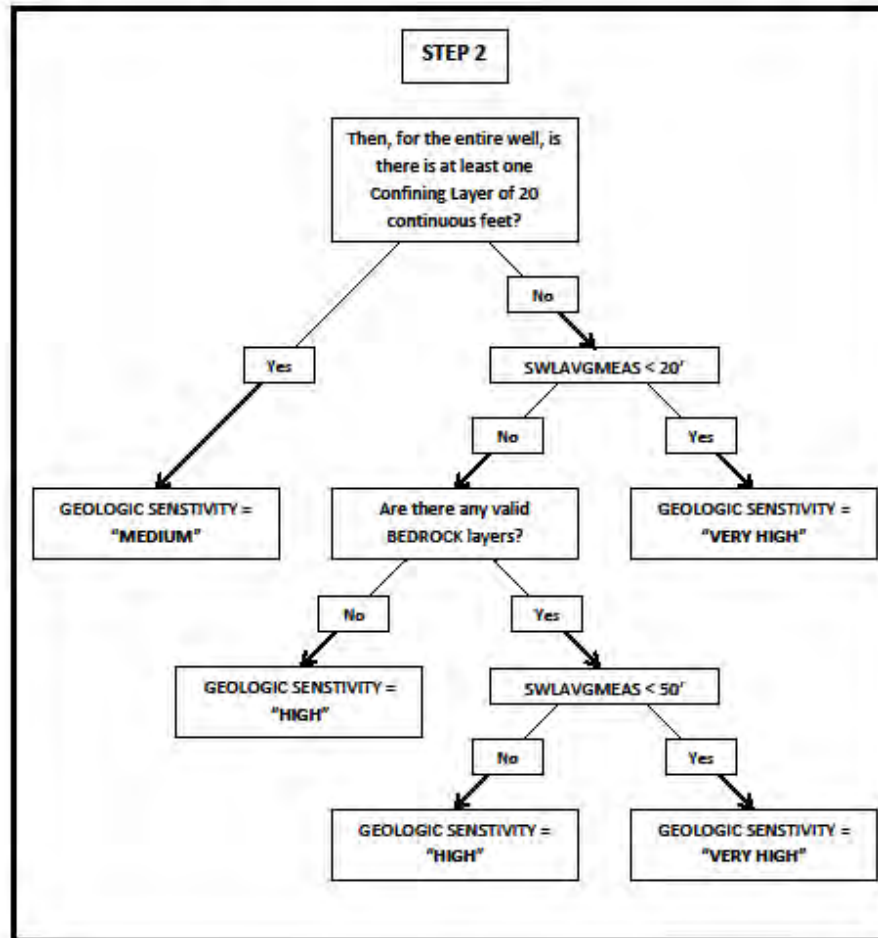 STEP 2
Then, for the entire well, is
there is at least one
Confining Layer of 20
continuous feet?
No
Yes
SWLAVGMEAS < 20’
No
Yes
GEOLOGIC SENSTIVITY =
“MEDIUM”
Are there any valid
BEDROCK layers?
GEOLOGIC SENSTIVITY =
“VERY HIGH”
No
Yes
GEOLOGIC SENSTIVITY =
“HIGH”
SWLAVGMEAS < 50’
No
Yes
GEOLOGIC SENSTIVITY =
“HIGH”
GEOLOGIC SENSTIVITY =
“VERY HIGH”